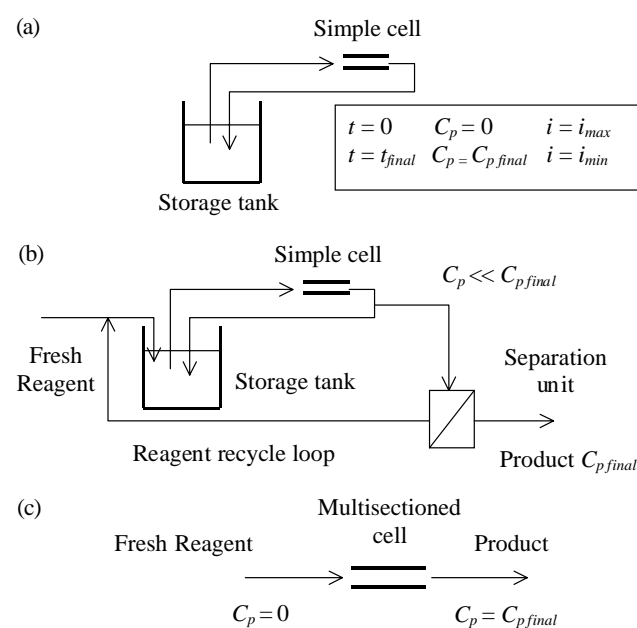 (a)
Simple cell
t = 0 C_p = 0 i = i_max
t = t_final C_p = C_p final i = i_min
Storage tank
(b)
Simple cell
C_p << C_p final
Fresh
Reagent
Storage tank
Separation
unit
Reagent recycle loop
Product C_p final
(c)
Multisectioned
cell
Fresh Reagent
Product
C_p = 0
C_p = C_p final